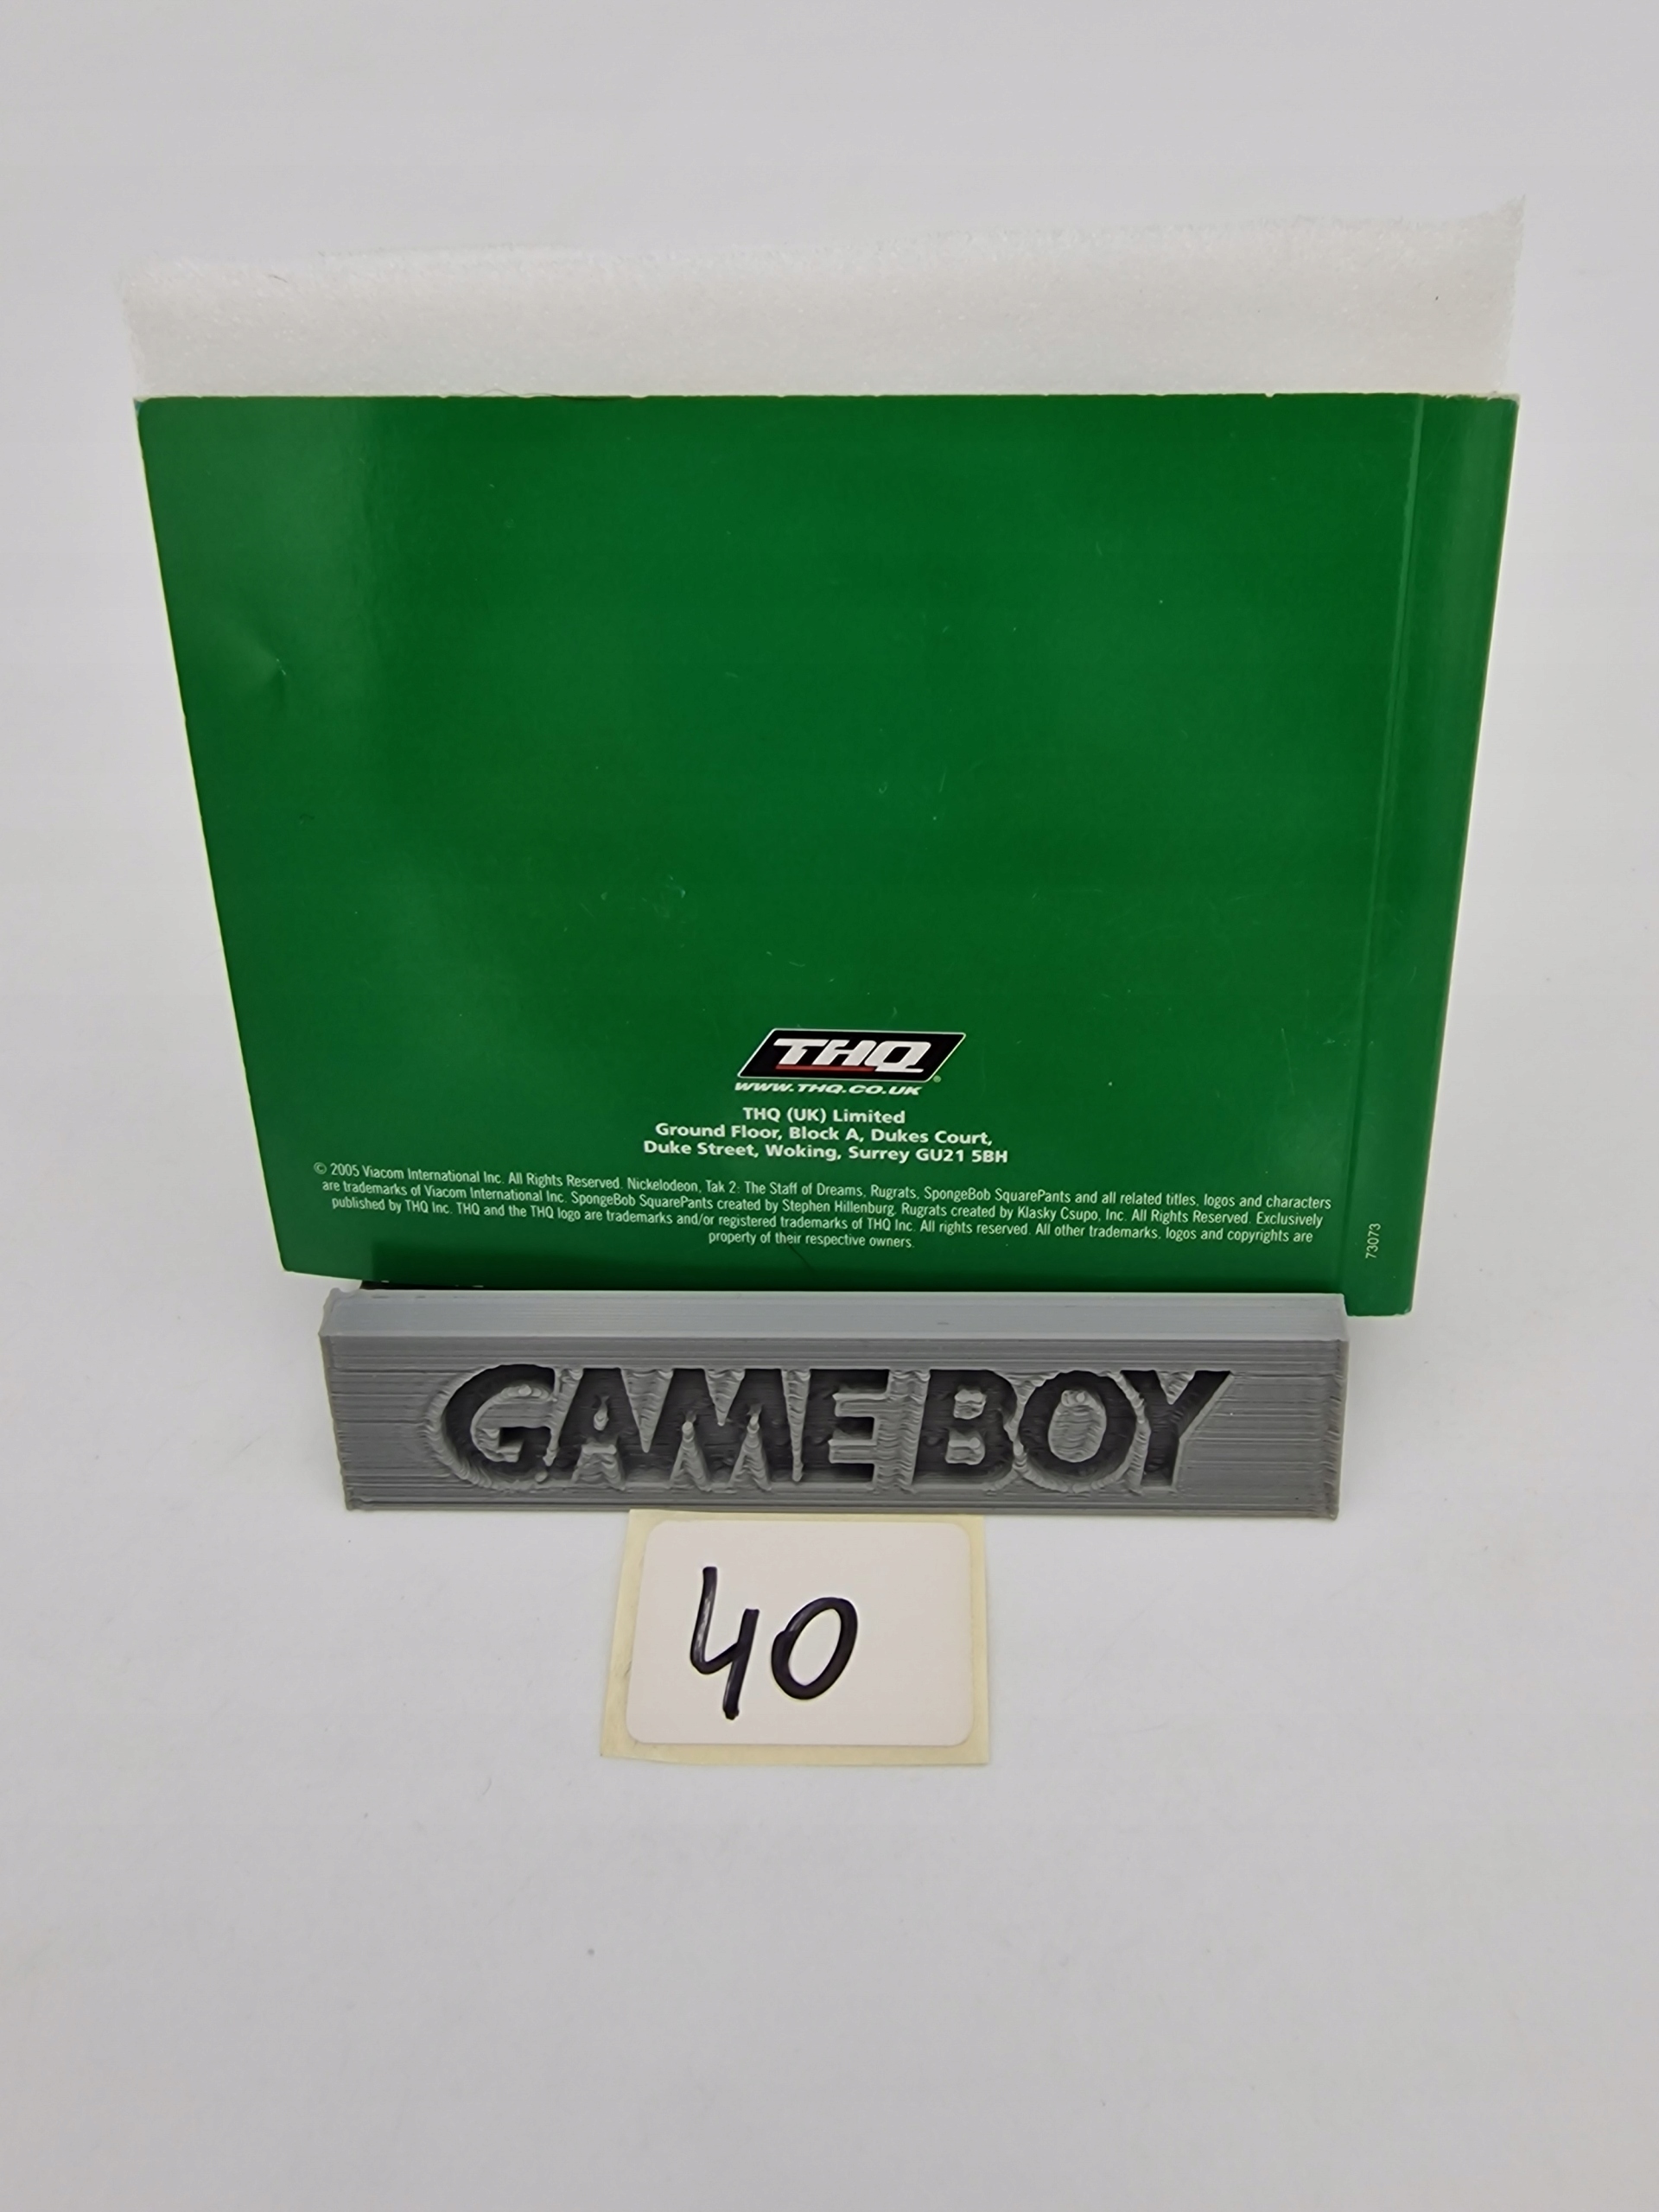 THQ
WWW.THQ.CO.UK
THQ (UK) Limited
Ground Floor, Block A, Dukes Court,
Duke Street, Woking, Surrey GU21 5BH
© 2005 Viacom International Inc. All Rights Reserved. Nickelodeon, Tak 2: The Staff of Dreams, Rugrats, SpongeBob SquarePants and all related titles, logos and characters
are trademarks of Viacom International Inc. SpongeBob SquarePants created by Stephen Hillenburg. Rugrats created by Klasky Csupo, Inc. All Rights Reserved. Exclusively
published by THQ Inc. THQ and the THQ logo are trademarks and/or registered trademarks of THQ Inc. All rights reserved. All other trademarks, logos and copyrights are
property of their respective owners.
73073
GAME BOY
40